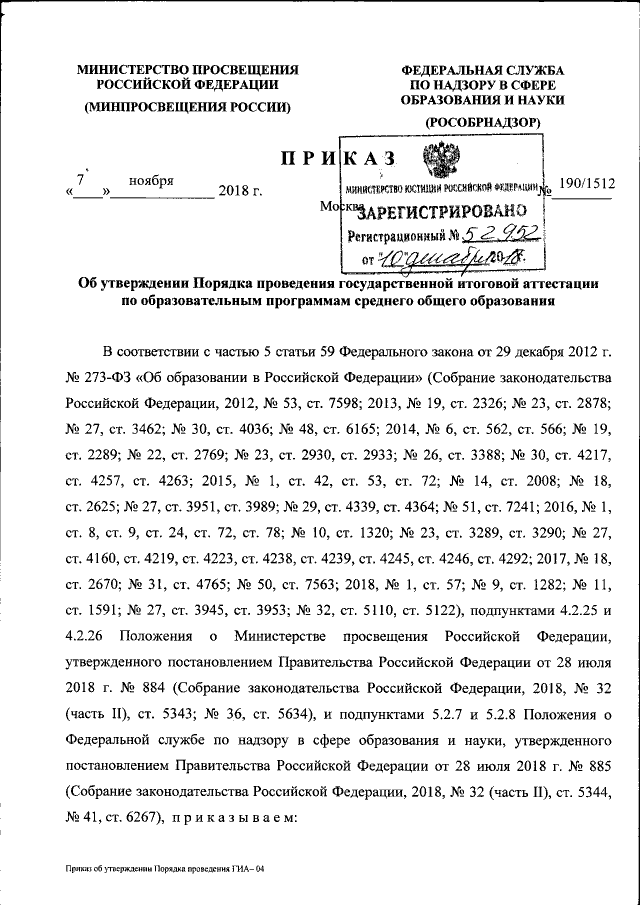 МИНИСТЕРСТВО ПРОСВЕЩЕНИЯ
РОССИЙСКОЙ ФЕДЕРАЦИИ
(МИНПРОСВЕЩЕНИЯ РОССИИ)
ФЕДЕРАЛЬНАЯ СЛУЖБА
ПО НАДЗОРУ В СФЕРЕ
ОБРАЗОВАНИЯ И НАУКИ
(РОСОБРНАДЗОР)
П Р И К А З
« 7 » ноября 2018 г.
№ 190/1512
Москва
МИНИСТЕРСТВО ЮСТИЦИИ РОССИЙСКОЙ ФЕДЕРАЦИИ
ЗАРЕГИСТРИРОВАНО
Регистрационный № 52952
от "10" декабря 2018.
Об утверждении Порядка проведения государственной итоговой аттестации
по образовательным программам среднего общего образования
В соответствии с частью 5 статьи 59 Федерального закона от 29 декабря 2012 г.
№ 273-ФЗ «Об образовании в Российской Федерации» (Собрание законодательства
Российской Федерации, 2012, № 53, ст. 7598; 2013, № 19, ст. 2326; № 23, ст. 2878;
№ 27, ст. 3462; № 30, ст. 4036; № 48, ст. 6165; 2014, № 6, ст. 562, ст. 566; № 19,
ст. 2289; № 22, ст. 2769; № 23, ст. 2930, ст. 2933; № 26, ст. 3388; № 30, ст. 4217,
ст. 4257, ст. 4263; 2015, № 1, ст. 42, ст. 53, ст. 72; № 14, ст. 2008; № 18,
ст. 2625; № 27, ст. 3951, ст. 3989; № 29, ст. 4339, ст. 4364; № 51, ст. 7241; 2016, № 1,
ст. 8, ст. 9, ст. 24, ст. 72, ст. 78; № 10, ст. 1320; № 23, ст. 3289, ст. 3290; № 27,
ст. 4160, ст. 4219, ст. 4223, ст. 4238, ст. 4239, ст. 4245, ст. 4246, ст. 4292; 2017, № 18,
ст. 2670; № 31, ст. 4765; № 50, ст. 7563; 2018, № 1, ст. 57; № 9, ст. 1282; № 11,
ст. 1591; № 27, ст. 3945, ст. 3953; № 32, ст. 5110, ст. 5122), подпунктами 4.2.25 и
4.2.26 Положения о Министерстве просвещения Российской Федерации,
утвержденного постановлением Правительства Российской Федерации от 28 июля
2018 г. № 884 (Собрание законодательства Российской Федерации, 2018, № 32
(часть II), ст. 5343; № 36, ст. 5634), и подпунктами 5.2.7 и 5.2.8 Положения о
Федеральной службе по надзору в сфере образования и науки, утвержденного
постановлением Правительства Российской Федерации от 28 июля 2018 г. № 885
(Собрание законодательства Российской Федерации, 2018, № 32 (часть II), ст. 5344,
№ 41, ст. 6267), п р и к а з ы в а е м:
Приказ об утверждении Порядка проведения ГИА– 04